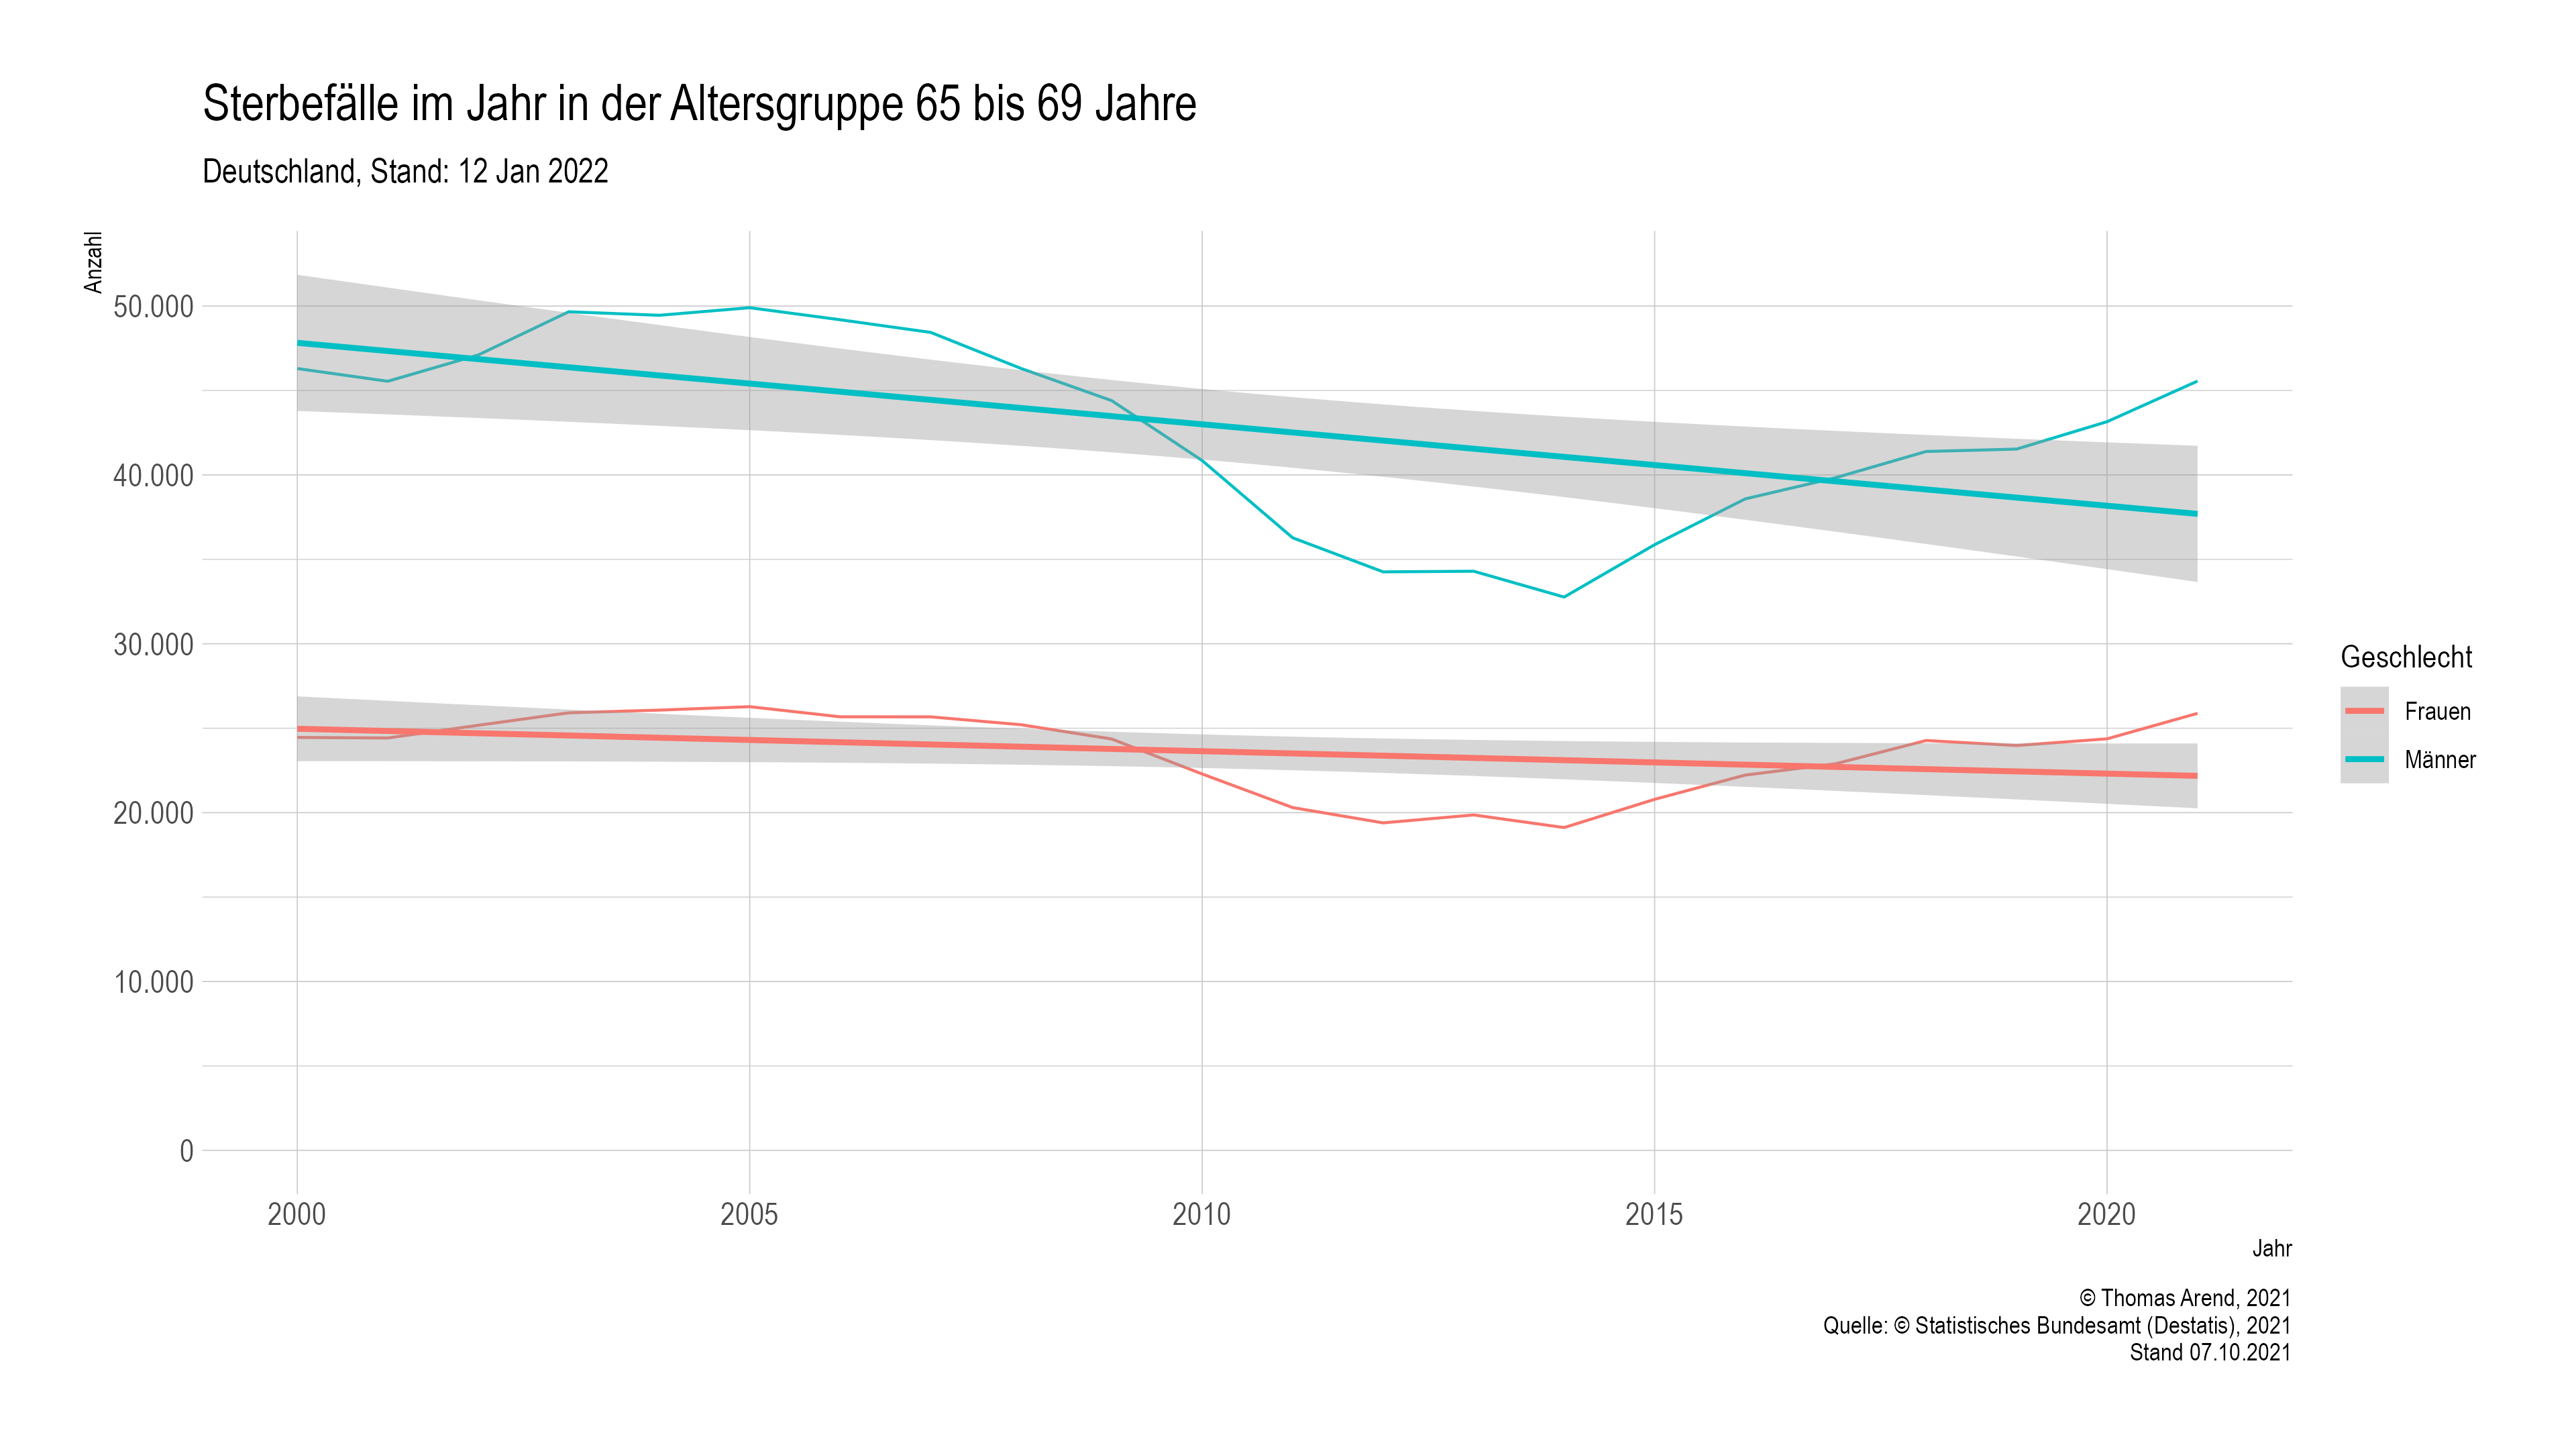 Sterbefälle im Jahr in der Altersgruppe 65 bis 69 Jahre
Deutschland, Stand: 12 Jan 2022
Anzahl
50.000
40.000
30.000
20.000
10.000
0
2000 2005 2010 2015 2020
Jahr
Geschlecht
Frauen
Männer
© Thomas Arend, 2021
Quelle: © Statistisches Bundesamt (Destatis), 2021
Stand 07.10.2021